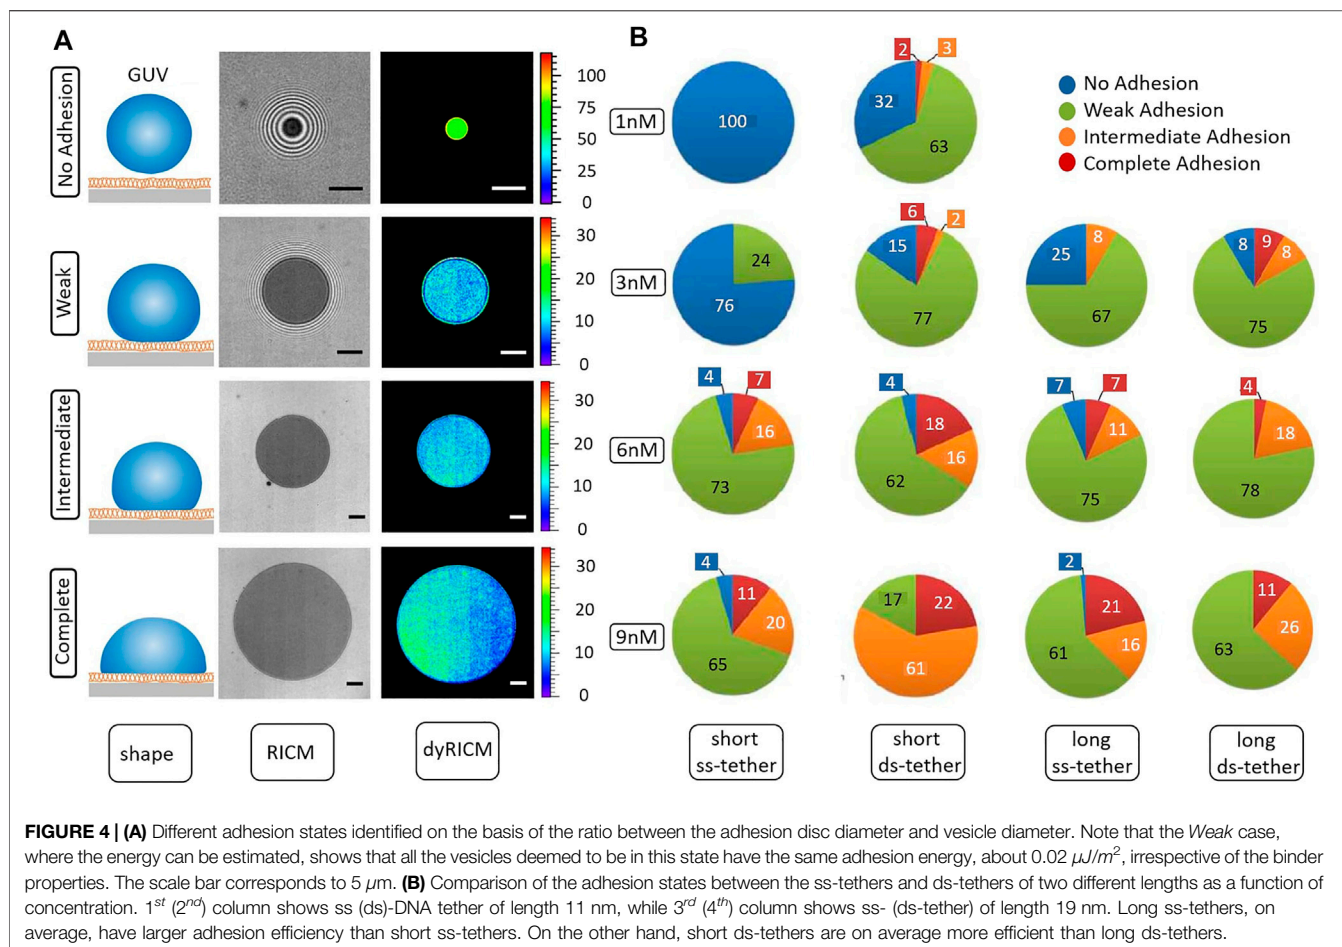 A
B
GUV
No Adhesion
100
75
50
25
0
Weak
30
20
10
0
Intermediate
30
20
10
0
Complete
30
20
10
0
shape
RICM
dyRICM
No Adhesion
Weak Adhesion
Intermediate Adhesion
Complete Adhesion
1nM
100
2
3
32
63
3nM
24
76
6
2
15
77
25
8
67
8
9
8
75
6nM
4
7
16
73
4
18
16
62
7
7
11
75
4
18
78
9nM
4
11
20
65
17
22
61
2
21
16
61
11
26
63
short
ss-tether
short
ds-tether
long
ss-tether
long
ds-tether
FIGURE 4 | (A) Different adhesion states identified on the basis of the ratio between the adhesion disc diameter and vesicle diameter. Note that the Weak case,
where the energy can be estimated, shows that all the vesicles deemed to be in this state have the same adhesion energy, about 0.02 μJ/m², irrespective of the binder
properties. The scale bar corresponds to 5 μm. (B) Comparison of the adhesion states between the ss-tethers and ds-tethers of two different lengths as a function of
concentration. 1st (2nd) column shows ss (ds)-DNA tether of length 11 nm, while 3rd (4th) column shows ss- (ds-tether) of length 19 nm. Long ss-tethers, on
average, have larger adhesion efficiency than short ss-tethers. On the other hand, short ds-tethers are on average more efficient than long ds-tethers.